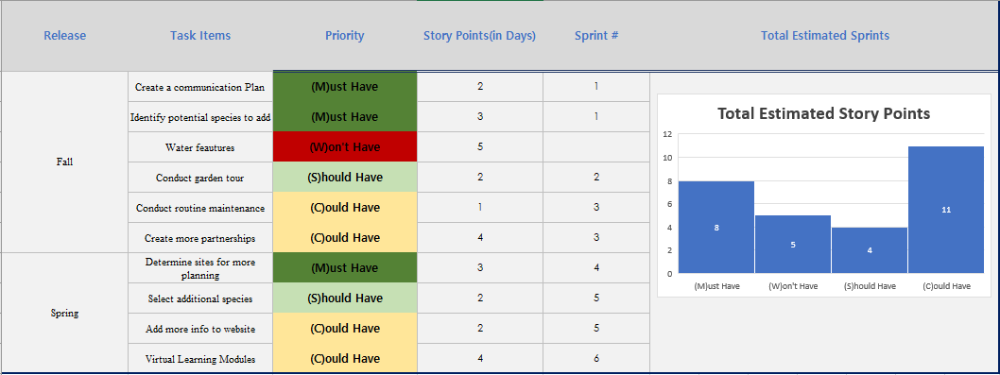 Release Task Items Priority Story Points(in Days) Sprint # Total Estimated Sprints
Fall
Create a communication Plan (M)ust Have 2 1
Identify potential species to add (M)ust Have 3 1
Water feautures (W)on't Have 5
Conduct garden tour (S)hould Have 2 2
Conduct routine maintenance (C)ould Have 1 3
Create more partnerships (C)ould Have 4 3
Spring
Determine sites for more
planning (M)ust Have 3 4
Select additional species (S)hould Have 2 5
Add more info to website (C)ould Have 2 5
Virtual Learning Modules (C)ould Have 4 6
Total Estimated Story Points
12
10
8
6
4
2
0
8 5 4 11
(M)ust Have (W)on't Have (S)hould Have (C)ould Have